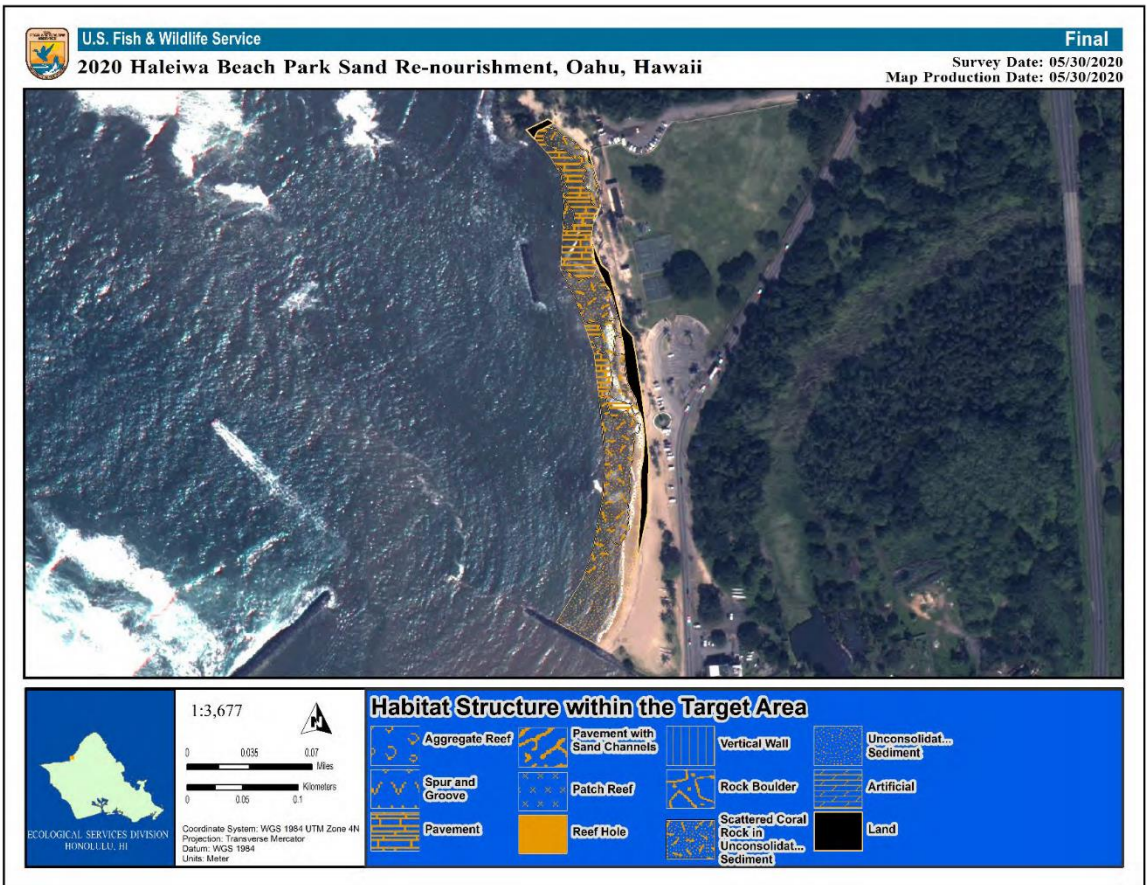 U.S. Fish & Wildlife Service
Final
2020 Haleiwa Beach Park Sand Re-nourishment, Oahu, Hawaii
Survey Date: 05/30/2020
Map Production Date: 05/30/2020
ECOLOGICAL SERVICES DIVISION
HONOLULU, HI
1:3,677
N
0 0.035 0.07
Miles
Kilometers
0 0.05 0.1
Coordinate System: WGS 1984 UTM Zone 4N
Projection: Transverse Mercator
Datum: WGS 1984
Units: Meter
Habitat Structure within the Target Area
Aggregate Reef
Spur and
Groove
Pavement
Pavement with
Sand Channels
Patch Reef
Reef Hole
Vertical Wall
Rock Boulder
Scattered Coral
Rock in
Unconsolidat...
Sediment
Unconsolidat...
Sediment
Artificial
Land